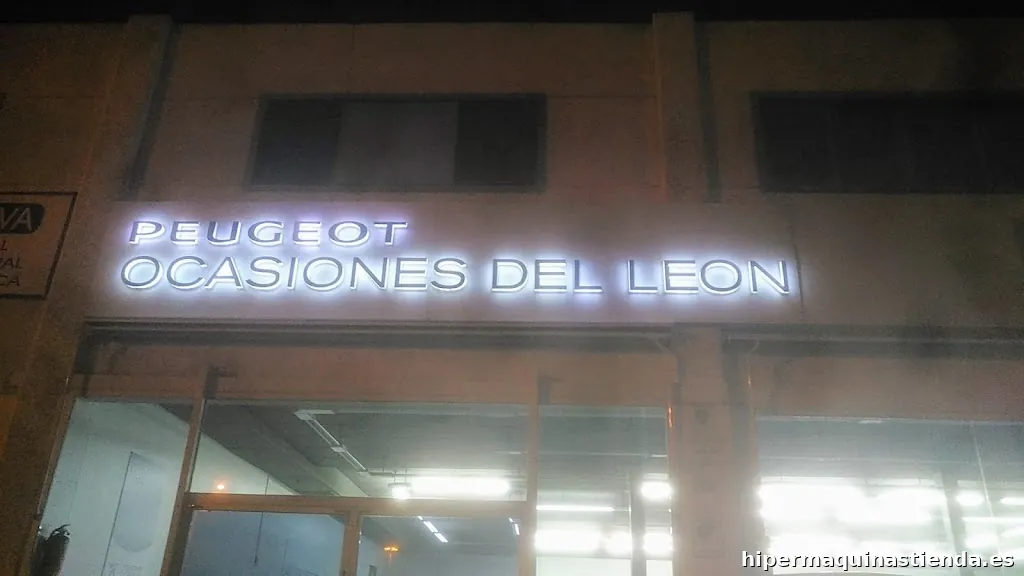 PEUGEOT
OCASIONES DEL LEON
hipermaquinastienda.es